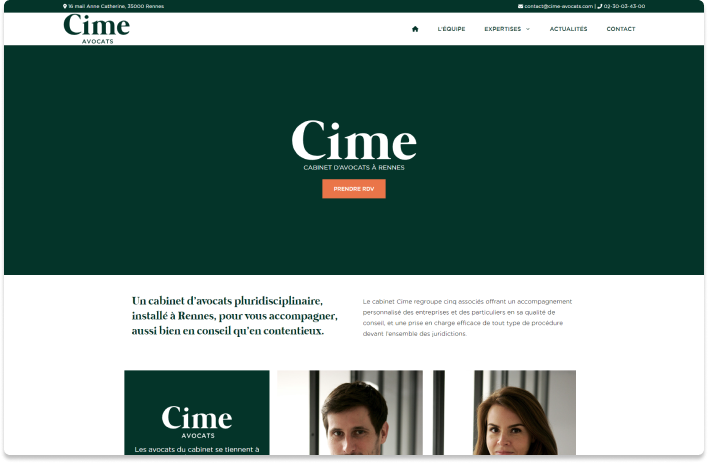 16 mail Anne Catherine, 35000 Rennes
contact@cime-avocats.com | 02-30-03-43-00
Cime
AVOCATS
L'ÉQUIPE EXPERTISES ACTUALITÉS CONTACT
Cime
CABINET D'AVOCATS À RENNES
PRENDRE RDV
Un cabinet d'avocats pluridisciplinaire,
installé à Rennes, pour vous accompagner,
aussi bien en conseil qu'en contentieux.
Le cabinet Cime regroupe cinq associés offrant un accompagnement
personnalisé des entreprises et des particuliers en sa qualité de
conseil, et une prise en charge efficace de tout type de procédure
devant l'ensemble des juridictions.
Cime
AVOCATS
Les avocats du cabinet se tiennent à